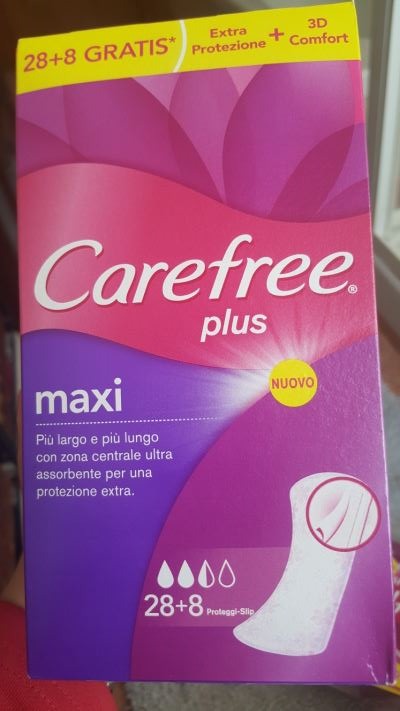 28+8 GRATIS*
Extra
Protezione
+
3D
Comfort
Carefree®
plus
NUOVO
maxi
Più largo e più lungo
con zona centrale ultra
assorbente per una
protezione extra.
28+8 Proteggi-Slip